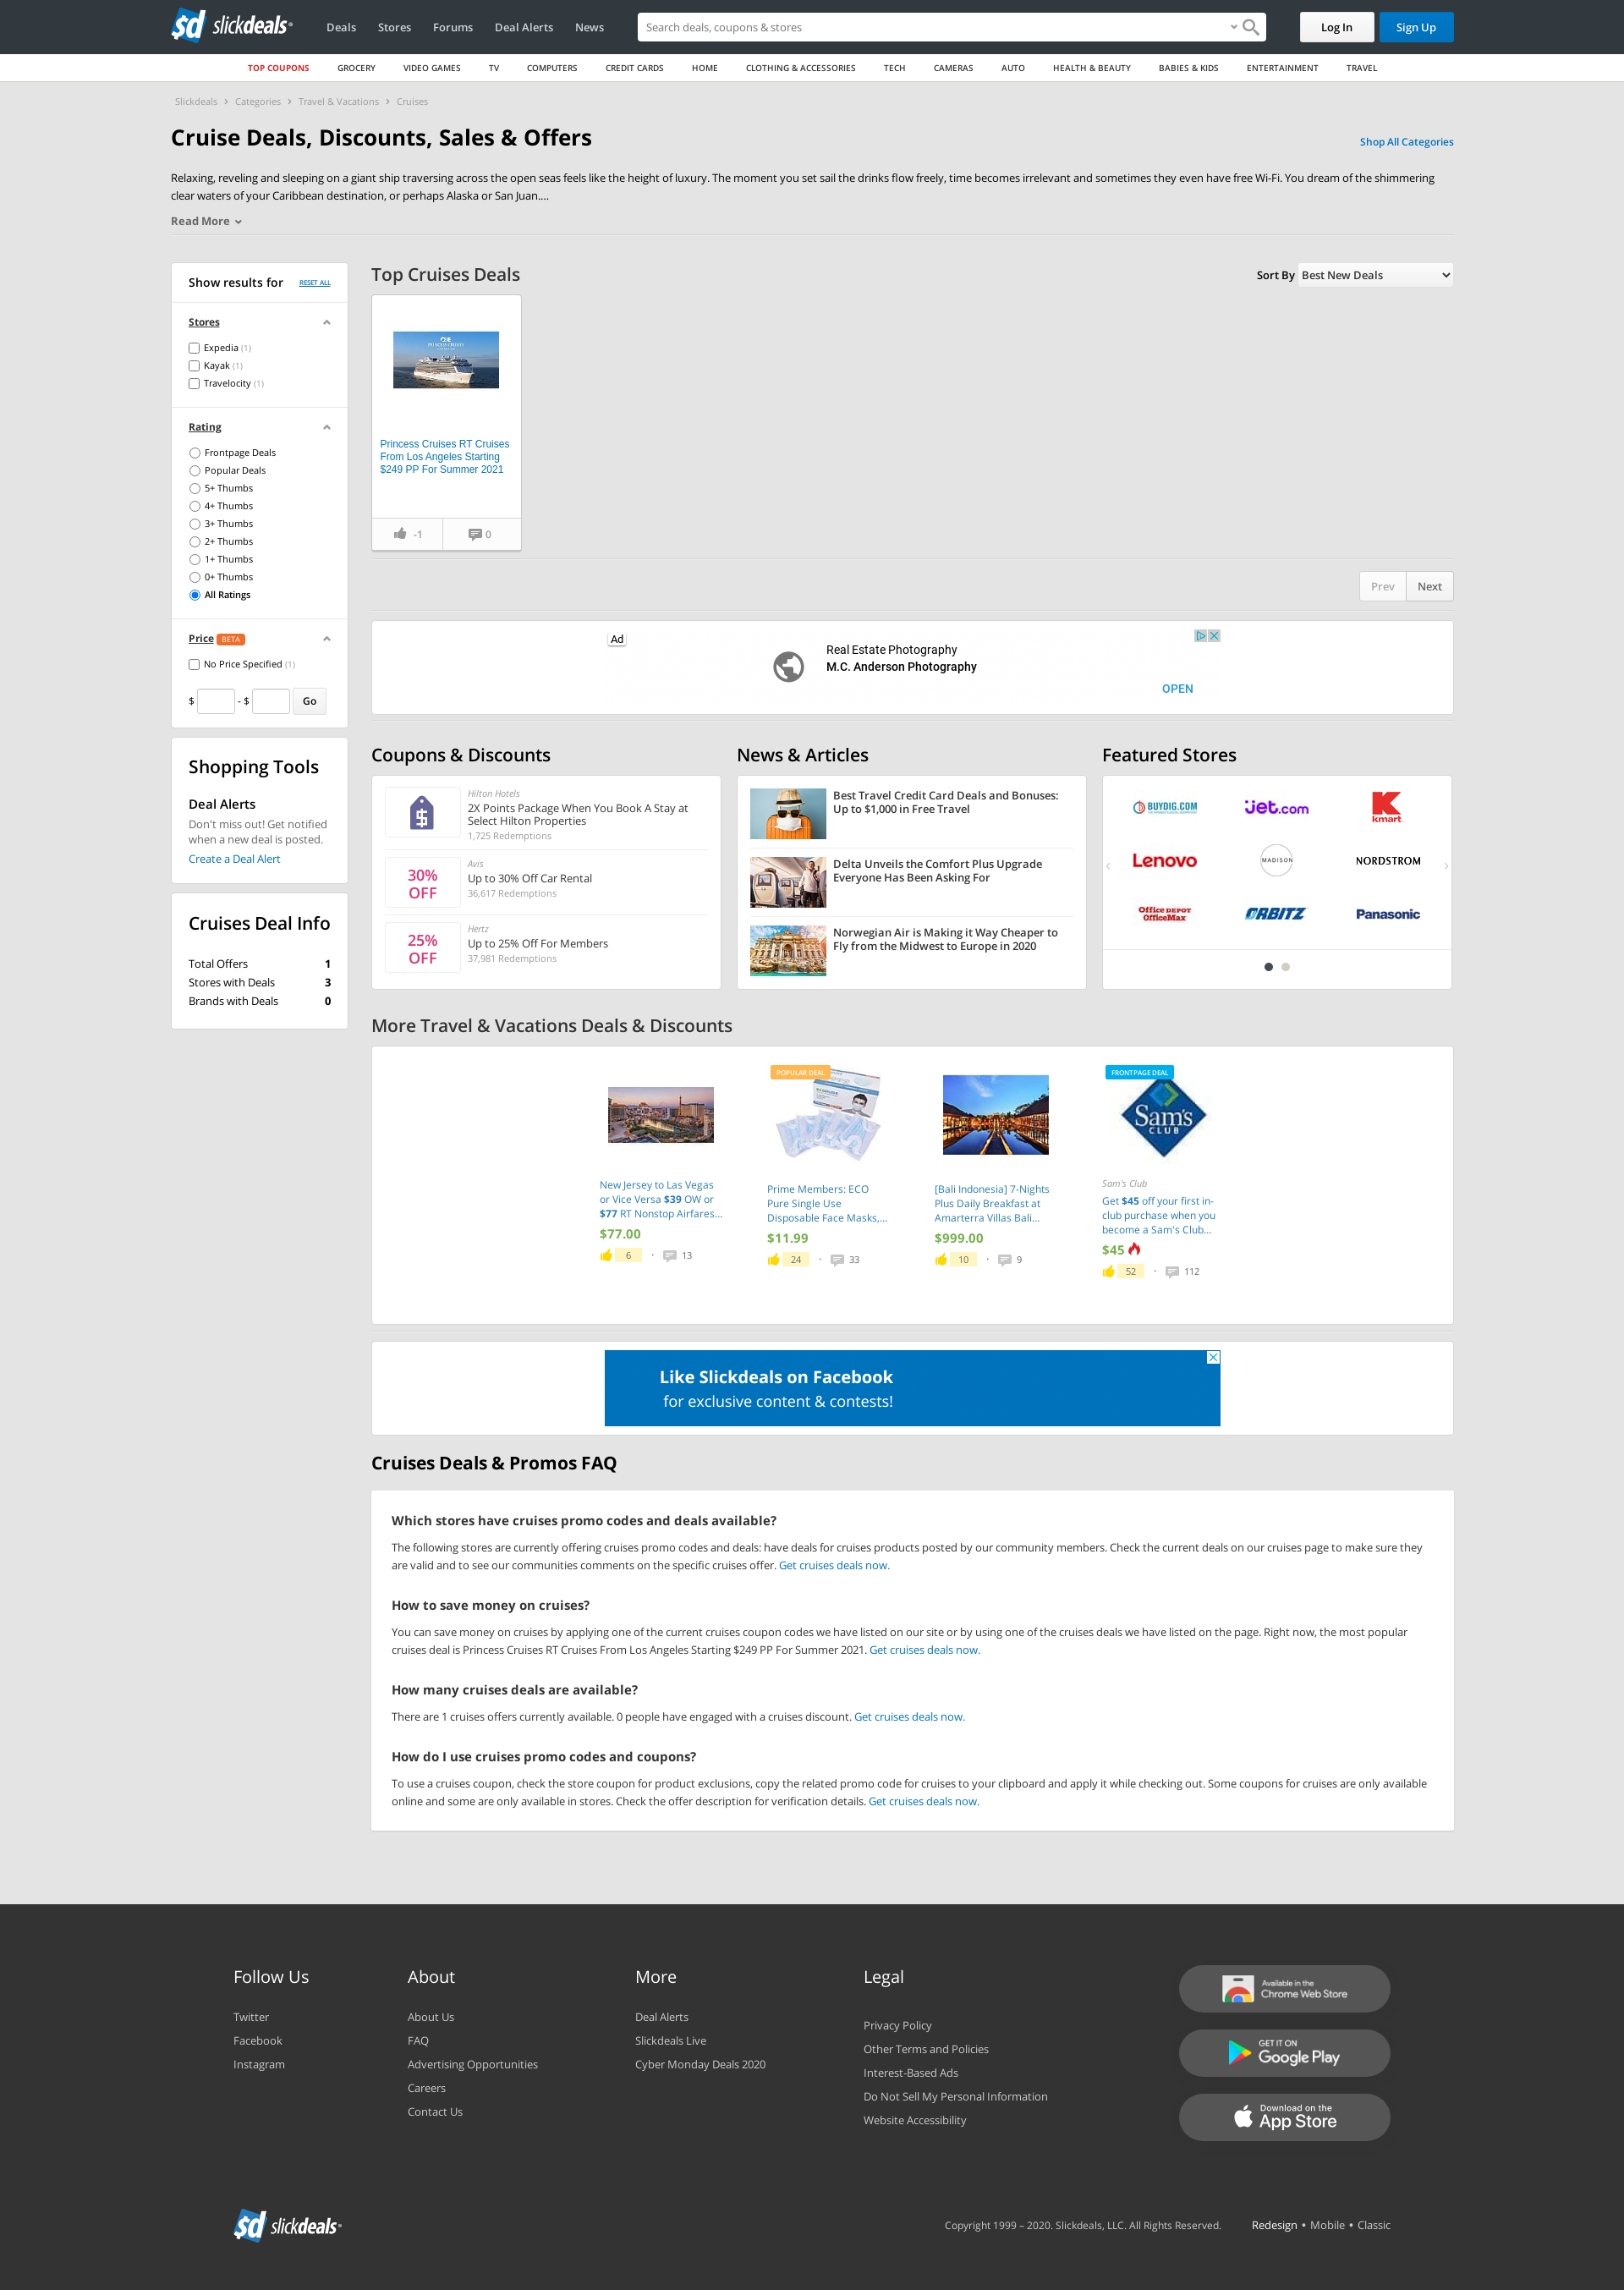 sd slickdeals
Deals
Stores
Forums
Deal Alerts
News
Search deals, coupons & stores
Log In
Sign Up
TOP COUPONS
GROCERY
VIDEO GAMES
TV
COMPUTERS
CREDIT CARDS
HOME
CLOTHING & ACCESSORIES
TECH
CAMERAS
AUTO
HEALTH & BEAUTY
BABIES & KIDS
ENTERTAINMENT
TRAVEL
Slickdeals › Categories › Travel & Vacations › Cruises
Cruise Deals, Discounts, Sales & Offers
Shop All Categories
Relaxing, reveling and sleeping on a giant ship traversing across the open seas feels like the height of luxury. The moment you set sail the drinks flow freely, time becomes irrelevant and sometimes they even have free Wi-Fi. You dream of the shimmering
clear waters of your Caribbean destination, or perhaps Alaska or San Juan....
Read More
Show results for
RESET ALL
Stores
Expedia (1)
Kayak (1)
Travelocity (1)
Rating
Frontpage Deals
Popular Deals
5+ Thumbs
4+ Thumbs
3+ Thumbs
2+ Thumbs
1+ Thumbs
0+ Thumbs
All Ratings
Price BETA
No Price Specified (1)
$ - $ Go
Shopping Tools
Deal Alerts
Don't miss out! Get notified
when a new deal is posted.
Create a Deal Alert
Cruises Deal Info
Total Offers 1
Stores with Deals 3
Brands with Deals 0
Top Cruises Deals
Sort By Best New Deals
PRINCESS CRUISES
Princess Cruises RT Cruises
From Los Angeles Starting
$249 PP For Summer 2021
-1
0
Prev
Next
Ad
Real Estate Photography
M.C. Anderson Photography
OPEN
Coupons & Discounts
Hilton Hotels
2X Points Package When You Book A Stay at
Select Hilton Properties
1,725 Redemptions
30%
OFF
Avis
Up to 30% Off Car Rental
36,617 Redemptions
25%
OFF
Hertz
Up to 25% Off For Members
37,981 Redemptions
News & Articles
Best Travel Credit Card Deals and Bonuses:
Up to $1,000 in Free Travel
Delta Unveils the Comfort Plus Upgrade
Everyone Has Been Asking For
Norwegian Air is Making it Way Cheaper to
Fly from the Midwest to Europe in 2020
Featured Stores
BUYDIG.COM
Jet.com
kmart
Lenovo
MADISON
NORDSTROM
Office DEPOT
OfficeMax
ORBITZ
Panasonic
More Travel & Vacations Deals & Discounts
New Jersey to Las Vegas
or Vice Versa $39 OW or
$77 RT Nonstop Airfares...
$77.00
6 · 13
POPULAR DEAL
Prime Members: ECO
Pure Single Use
Disposable Face Masks,...
$11.99
24 · 33
[Bali Indonesia] 7-Nights
Plus Daily Breakfast at
Amarterra Villas Bali...
$999.00
10 · 9
FRONTPAGE DEAL
Sam's
CLUB
Sam's Club
Get $45 off your first in-
club purchase when you
become a Sam's Club...
$45
52 · 112
Like Slickdeals on Facebook
for exclusive content & contests!
Cruises Deals & Promos FAQ
Which stores have cruises promo codes and deals available?
The following stores are currently offering cruises promo codes and deals: have deals for cruises products posted by our community members. Check the current deals on our cruises page to make sure they
are valid and to see our communities comments on the specific cruises offer. Get cruises deals now.
How to save money on cruises?
You can save money on cruises by applying one of the current cruises coupon codes we have listed on our site or by using one of the cruises deals we have listed on the page. Right now, the most popular
cruises deal is Princess Cruises RT Cruises From Los Angeles Starting $249 PP For Summer 2021. Get cruises deals now.
How many cruises deals are available?
There are 1 cruises offers currently available. 0 people have engaged with a cruises discount. Get cruises deals now.
How do I use cruises promo codes and coupons?
To use a cruises coupon, check the store coupon for product exclusions, copy the related promo code for cruises to your clipboard and apply it while checking out. Some coupons for cruises are only available
online and some are only available in stores. Check the offer description for verification details. Get cruises deals now.
Follow Us
Twitter
Facebook
Instagram
About
About Us
FAQ
Advertising Opportunities
Careers
Contact Us
More
Deal Alerts
Slickdeals Live
Cyber Monday Deals 2020
Legal
Privacy Policy
Other Terms and Policies
Interest-Based Ads
Do Not Sell My Personal Information
Website Accessibility
Available in the
Chrome Web Store
GET IT ON
Google Play
Download on the
App Store
sd slickdeals
Copyright 1999 – 2020. Slickdeals, LLC. All Rights Reserved.
Redesign • Mobile • Classic